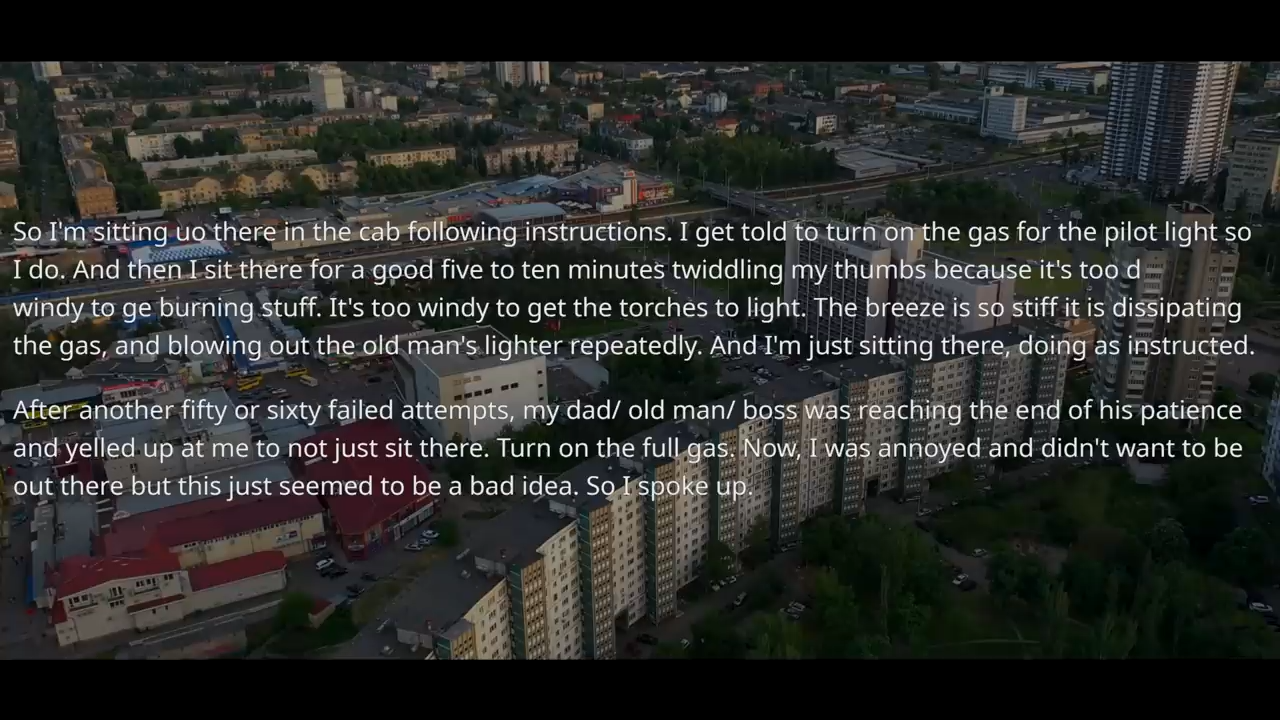 So I'm sitting uo there in the cab following instructions. I get told to turn on the gas for the pilot light so
I do. And then I sit there for a good five to ten minutes twiddling my thumbs because it's too d
windy to ge burning stuff. It's too windy to get the torches to light. The breeze is so stiff it is dissipating
the gas, and blowing out the old man's lighter repeatedly. And I'm just sitting there, doing as instructed.
After another fifty or sixty failed attempts, my dad/ old man/ boss was reaching the end of his patience
and yelled up at me to not just sit there. Turn on the full gas. Now, I was annoyed and didn't want to be
out there but this just seemed to be a bad idea. So I spoke up.